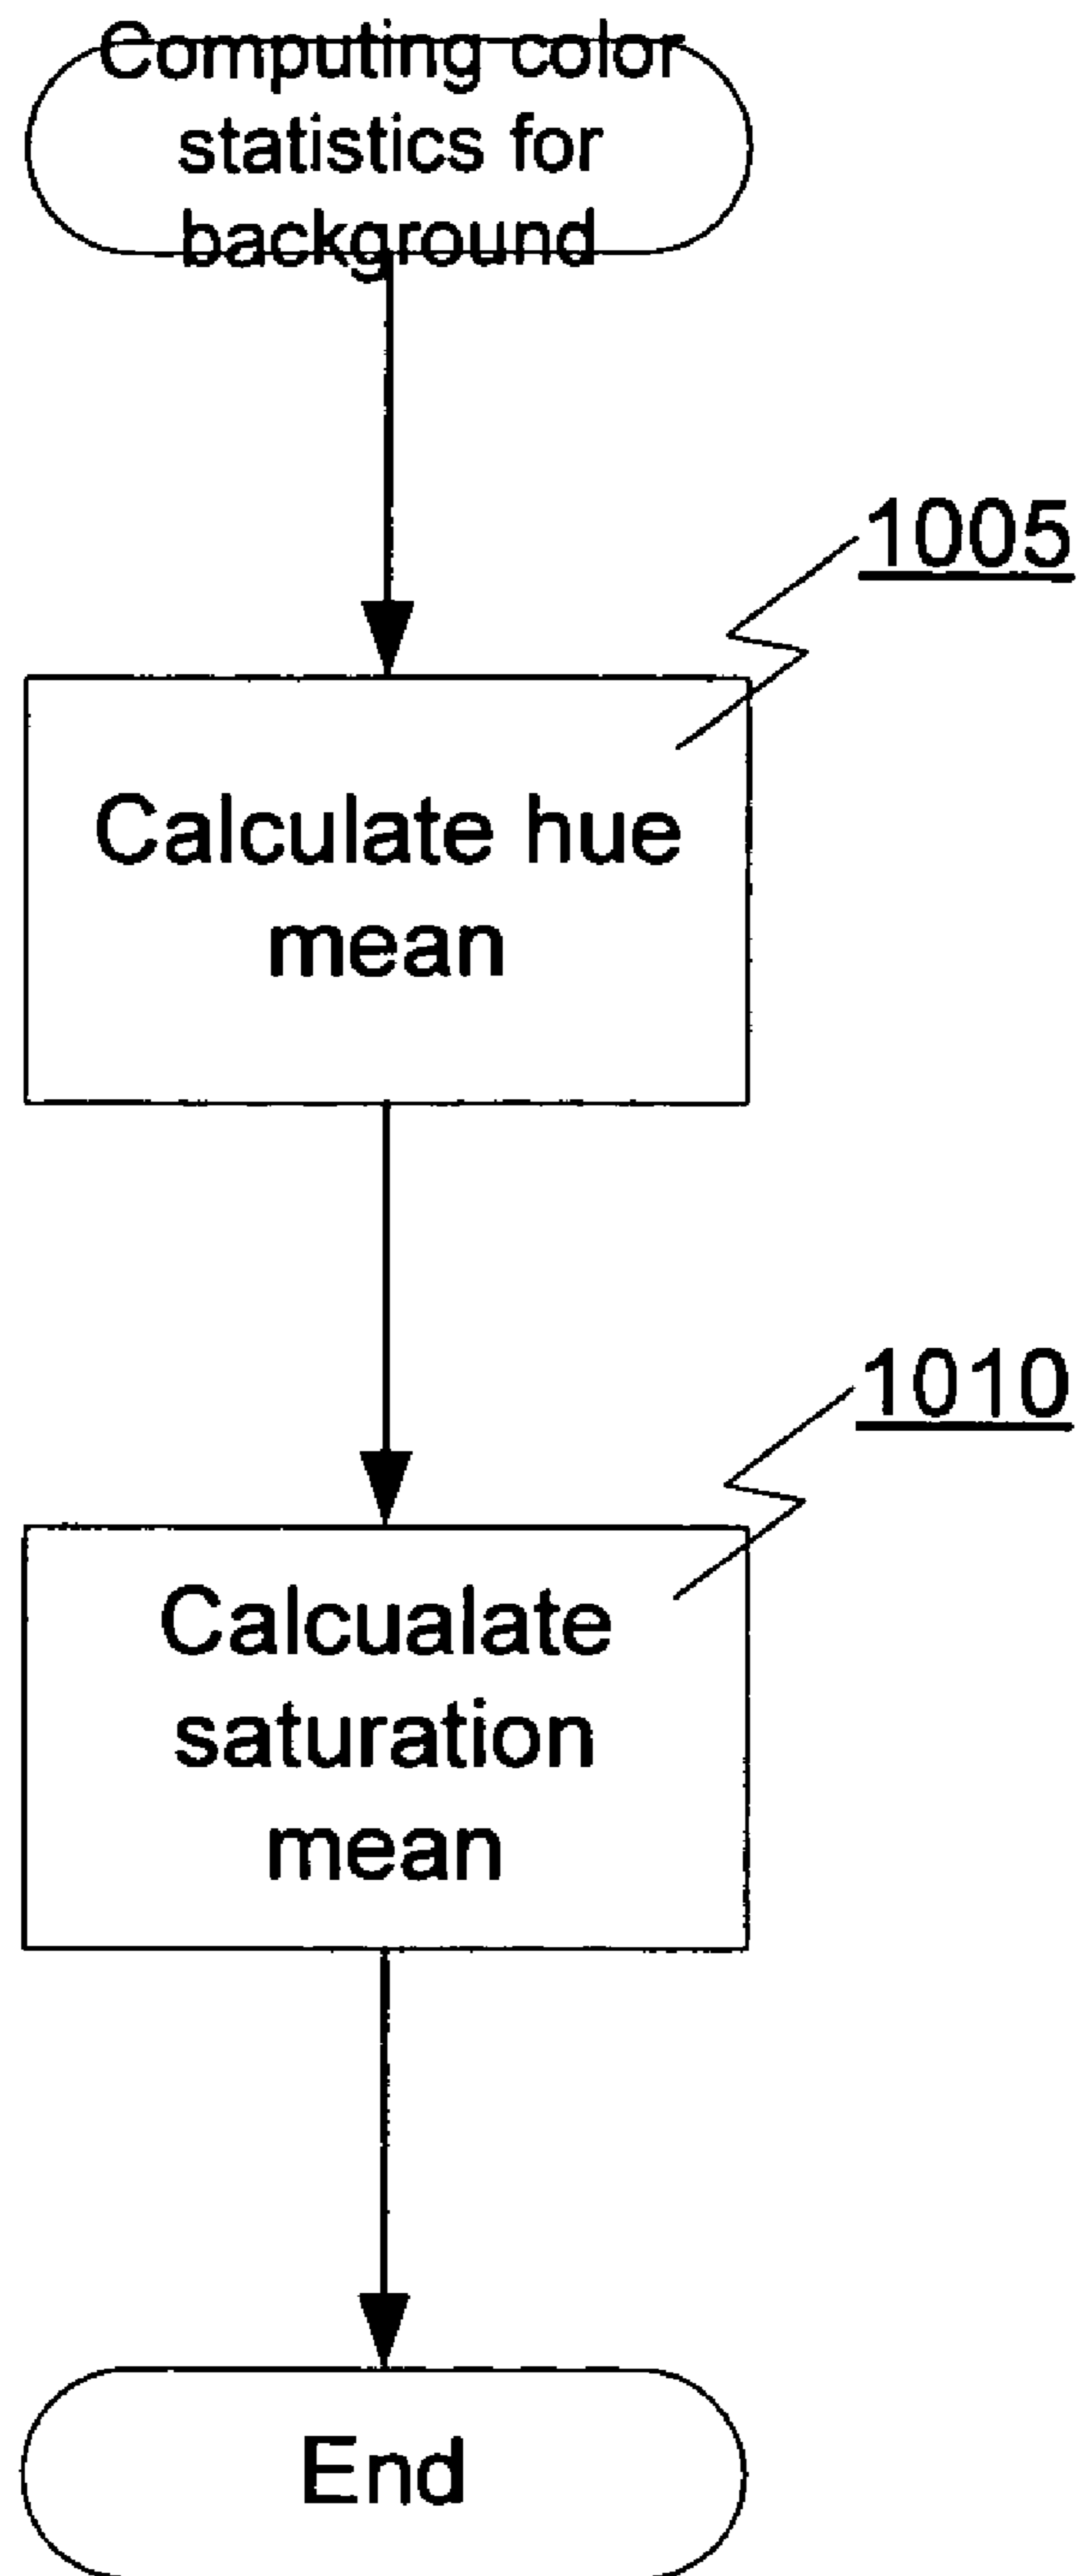 Computing color
statistics for
background
1005
Calculate hue
mean
1010
Calcualate
saturation
mean
End